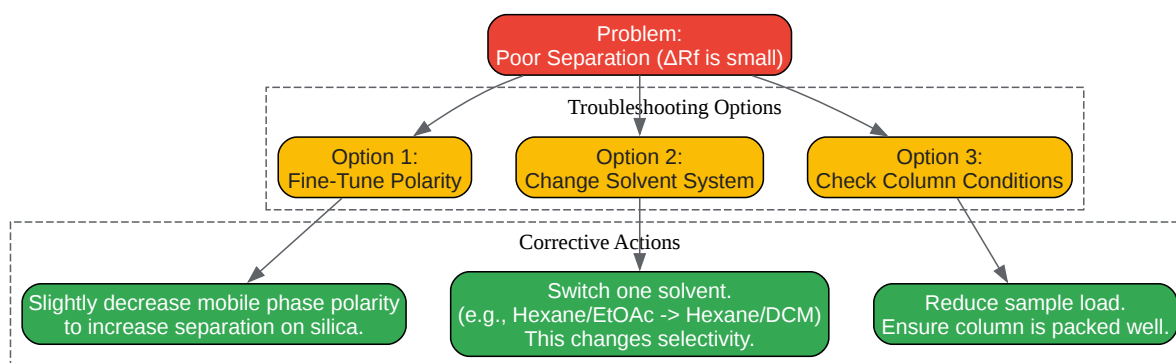 Problem:
Poor Separation (ΔRf is small)
Troubleshooting Options
Option 1:
Fine-Tune Polarity
Option 2:
Change Solvent System
Option 3:
Check Column Conditions
Corrective Actions
Slightly decrease mobile phase polarity
to increase separation on silica.
Switch one solvent.
(e.g., Hexane/EtOAc -> Hexane/DCM)
This changes selectivity.
Reduce sample load.
Ensure column is packed well.